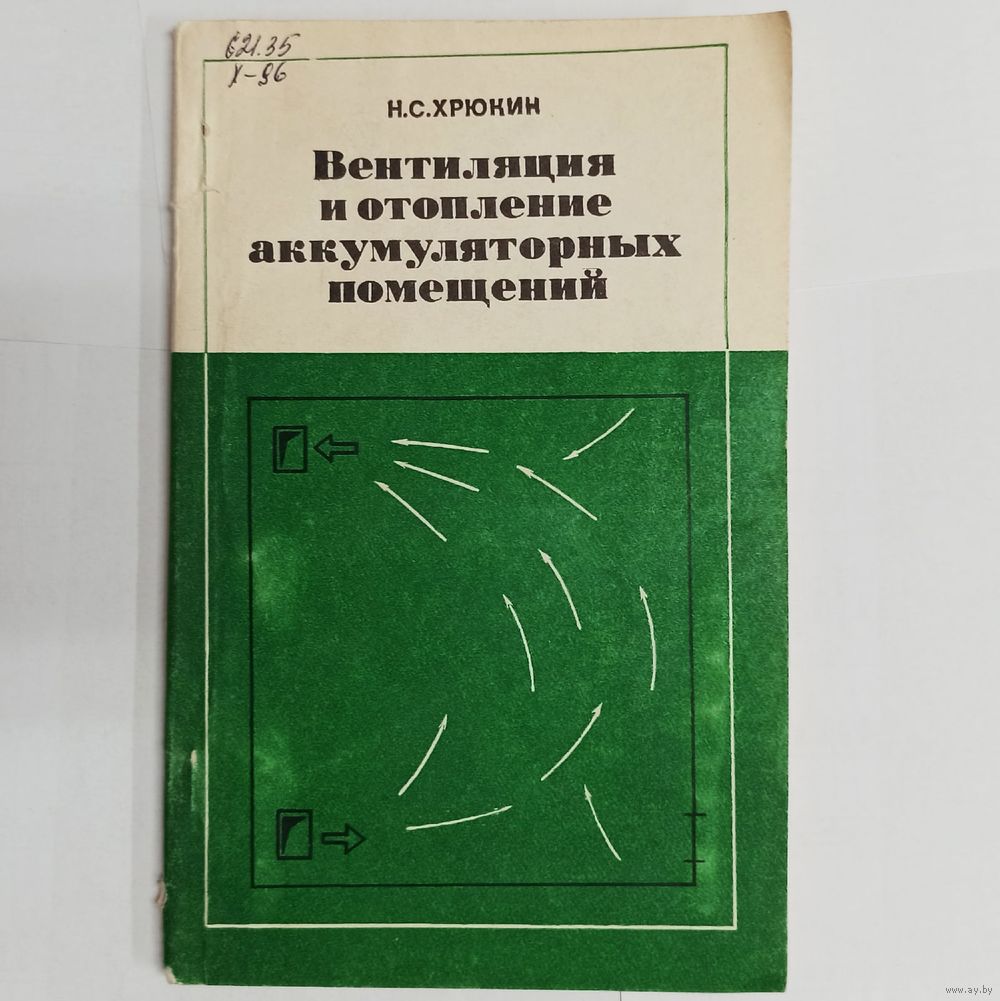 621.35
Х-96
Н.С.ХРЮКИН
Вентиляция
и отопление
аккумуляторных
помещений
www.ay.by